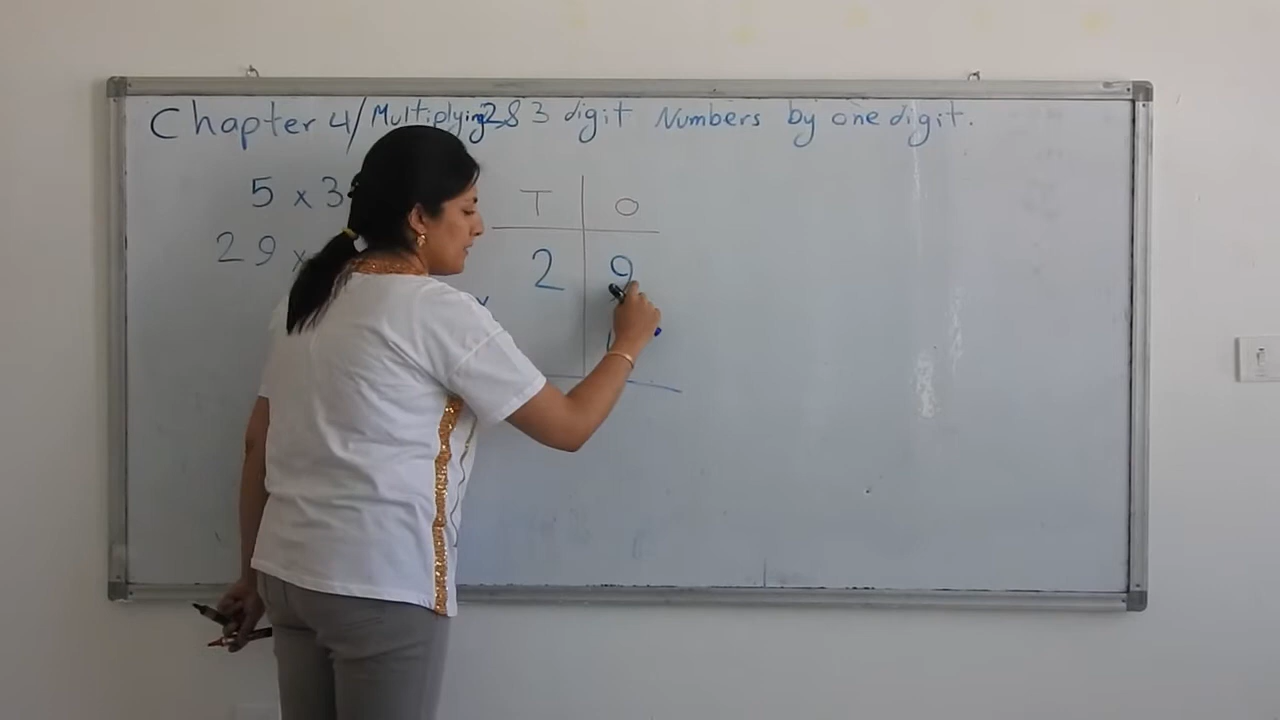 Chapter 4/ Multiplying 2&3 digit Numbers by one digit.
5 x 3
29 x
T O
2 9
x